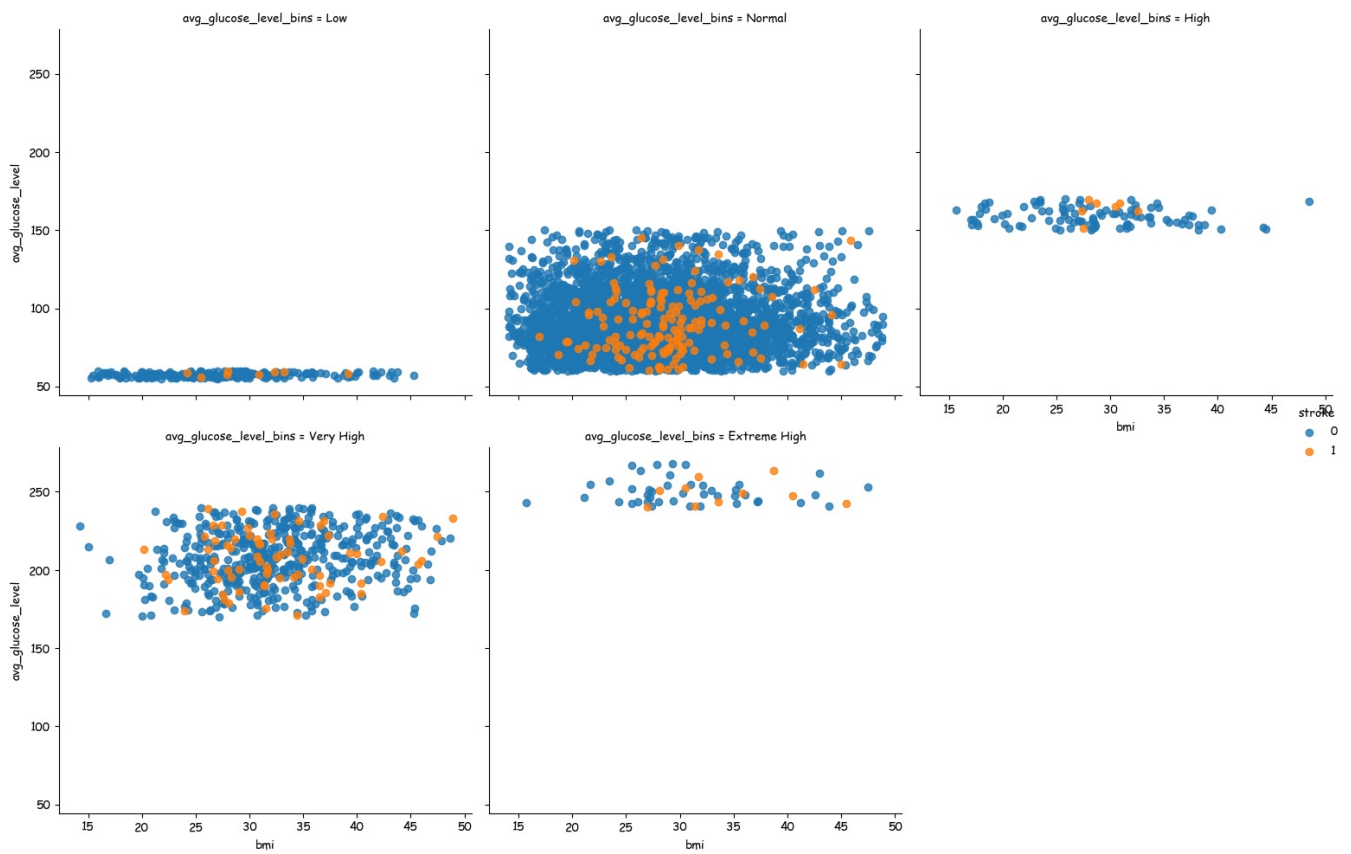 avg_glucose_level_bins = Low
avg_glucose_level_bins = Normal
avg_glucose_level_bins = High
250
200
150
100
50
avg_glucose_level
15 20 25 30 35 40 45 50
bmi
stroke
0
1
avg_glucose_level_bins = Very High
avg_glucose_level_bins = Extreme High
250
200
150
100
50
avg_glucose_level
15 20 25 30 35 40 45 50
bmi
15 20 25 30 35 40 45 50
bmi